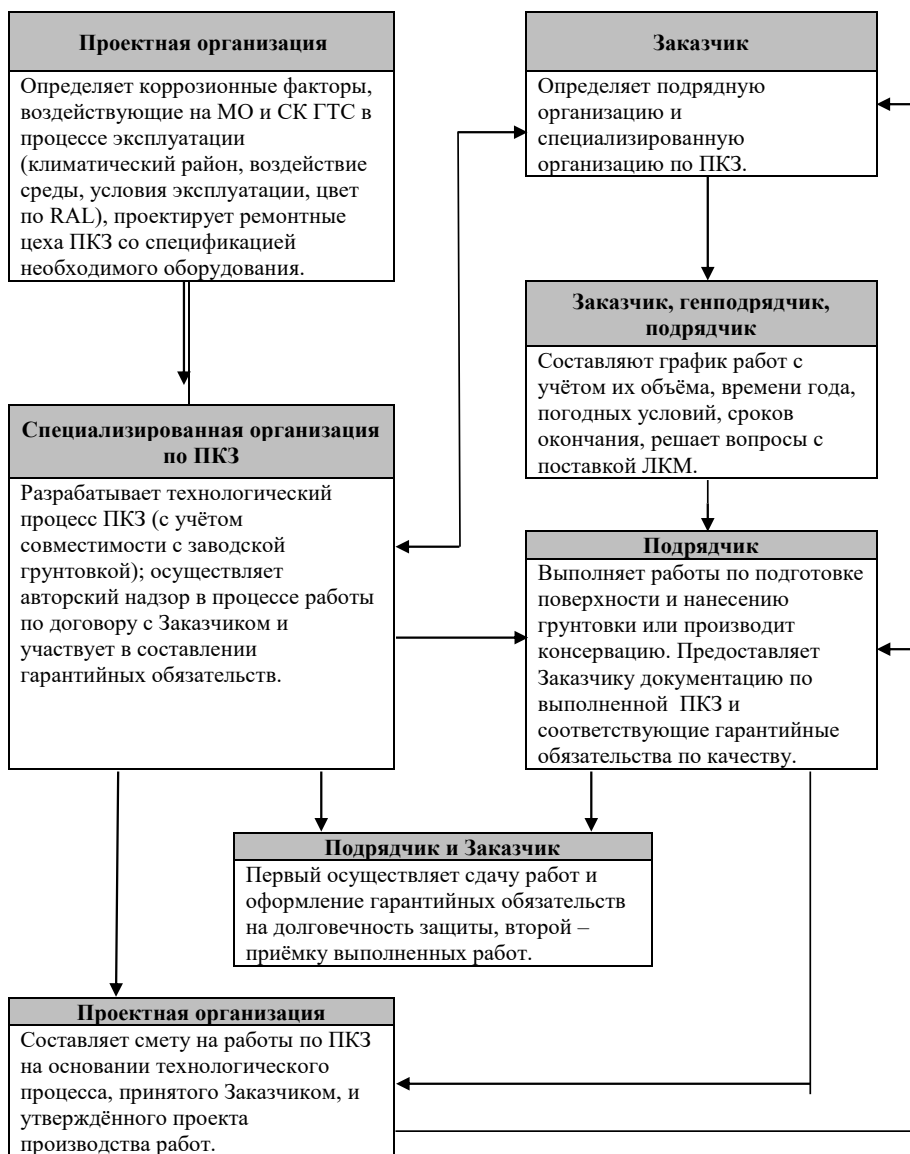 Проектная организация
Определяет коррозионные факторы,
воздействующие на МО и СК ГТС в
процессе эксплуатации
(климатический район, воздействие
среды, условия эксплуатации, цвет
по RAL), проектирует ремонтные
цеха ПКЗ со спецификацией
необходимого оборудования.
Заказчик
Определяет подрядную
организацию и
специализированную
организацию по ПКЗ.
Заказчик, генподрядчик,
подрядчик
Составляют график работ с
учётом их объёма, времени года,
погодных условий, сроков
окончания, решает вопросы с
поставкой ЛКМ.
Специализированная организация
по ПКЗ
Разрабатывает технологический
процесс ПКЗ (с учётом
совместимости с заводской
грунтовкой); осуществляет
авторский надзор в процессе работы
по договору с Заказчиком и
участвует в составлении
гарантийных обязательств.
Подрядчик
Выполняет работы по подготовке
поверхности и нанесению
грунтовки или производит
консервацию. Предоставляет
Заказчику документацию по
выполненной ПКЗ и
соответствующие гарантийные
обязательства по качеству.
Подрядчик и Заказчик
Первый осуществляет сдачу работ и
оформление гарантийных обязательств
на долговечность защиты, второй –
приёмку выполненных работ.
Проектная организация
Составляет смету на работы по ПКЗ
на основании технологического
процесса, принятого Заказчиком, и
утверждённого проекта
производства работ.